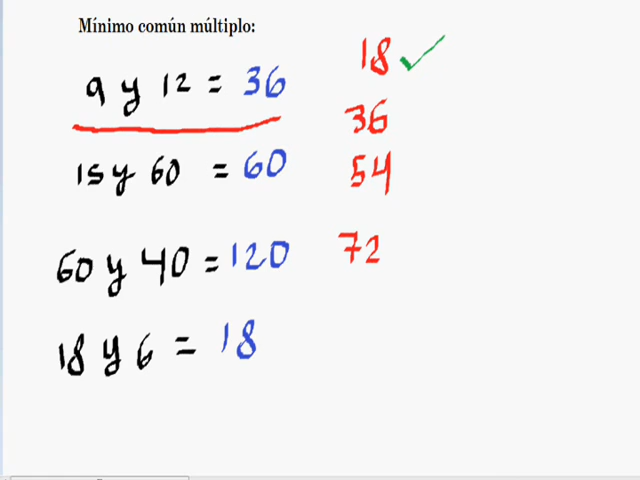 Mínimo común múltiplo:
9 y 12 = 36
15 y 60 = 60
60 y 40 = 120
18 y 6 = 18
18
36
54
72